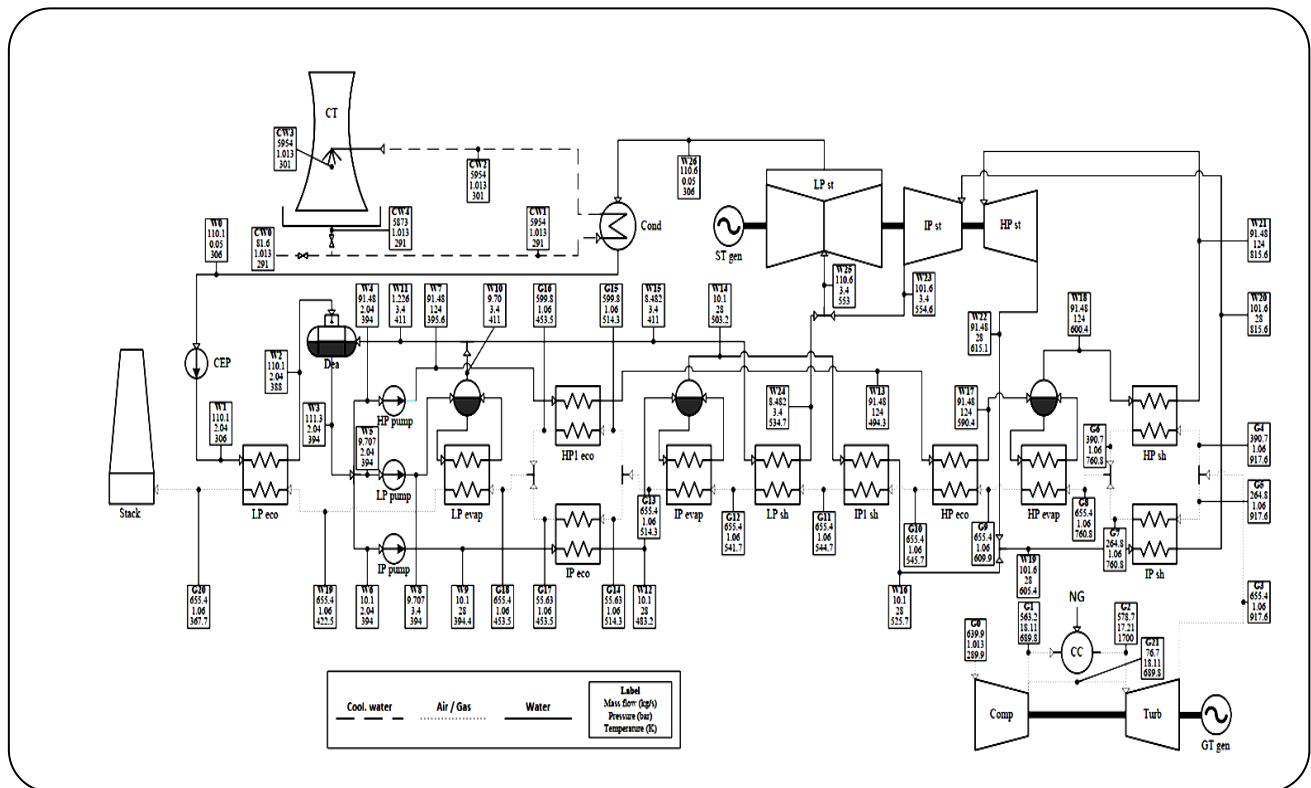 CT
CW3
5954
1.013
301
CW2
5954
1.013
301
CW4
5873
1.013
291
CW1
5954
1.013
291
CW0
81.6
1.013
291
Cond
W26
110.6
0.05
306
LP st
IP st
HP st
ST gen
W25
110.6
3.4
553
W23
101.6
3.4
554.6
W21
91.48
124
815.6
W20
101.6
28
815.6
W22
91.48
28
615.1
W0
110.1
0.05
306
W4
91.48
2.04
394
W11
1.226
3.4
411
W7
91.48
124
395.6
W10
9.70
3.4
411
G16
599.8
1.06
453.5
G15
599.8
1.06
514.3
W15
8.482
3.4
411
W14
10.1
28
503.2
W18
91.48
124
600.4
CEP
Dea
W2
110.1
2.04
388
W1
110.1
2.04
306
W3
111.3
2.04
394
HP pump
W5
9.707
2.04
394
LP pump
IP pump
HP1 eco
W24
8.482
3.4
534.7
W13
91.48
124
494.3
W17
91.48
124
590.4
G6
390.7
1.06
760.8
HP sh
G4
390.7
1.06
917.6
G5
264.8
1.06
917.6
Stack
LP eco
LP evap
G13
655.4
1.06
514.3
IP evap
G12
655.4
1.06
541.7
LP sh
G11
655.4
1.06
544.7
IP1 sh
G10
655.4
1.06
545.7
HP eco
G9
655.4
1.06
609.9
HP evap
G8
655.4
1.06
760.8
G7
264.8
1.06
760.8
IP sh
IP eco
G20
655.4
1.06
367.7
W19
655.4
1.06
422.5
W6
10.1
2.04
394
W8
9.707
3.4
394
W9
10.1
28
394.4
G18
655.4
1.06
453.5
G17
55.63
1.06
453.5
G14
55.63
1.06
514.3
W12
10.1
28
483.2
W16
10.1
28
525.7
W19
101.6
28
605.4
G3
655.4
1.06
917.6
NG
G0
639.9
1.013
289.9
G1
563.2
18.11
689.8
G2
578.7
17.21
1700
G21
76.7
18.11
689.8
CC
Comp
Turb
GT gen
Cool. water
Air / Gas
Water
Label
Mass flow (kg/s)
Pressure (bar)
Temperature (K)